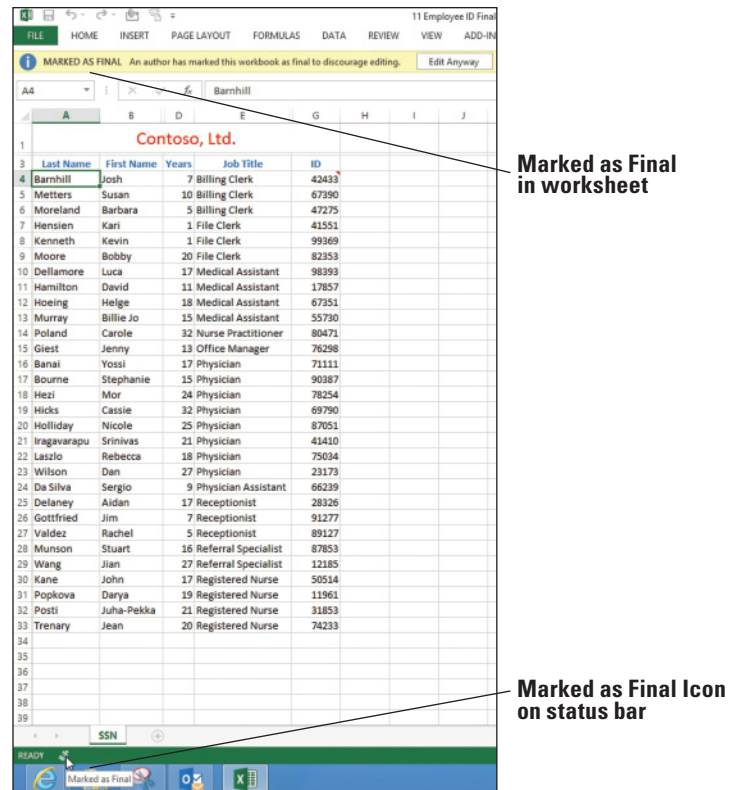 11 Employee ID Final
FILE HOME INSERT PAGE LAYOUT FORMULAS DATA REVIEW VIEW ADD-IN
MARKED AS FINAL An author has marked this workbook as final to discourage editing. Edit Anyway
A4 fx Barnhill
A B D E G H I J
1 Contoso, Ltd.
3 Last Name First Name Years Job Title ID
4 Barnhill Josh 7 Billing Clerk 42433
5 Metters Susan 10 Billing Clerk 67390
6 Moreland Barbara 5 Billing Clerk 47275
7 Hensien Kari 1 File Clerk 41551
8 Kenneth Kevin 1 File Clerk 99369
9 Moore Bobby 20 File Clerk 82353
10 Dellamore Luca 17 Medical Assistant 98393
11 Hamilton David 11 Medical Assistant 17857
12 Hoeing Helge 18 Medical Assistant 67351
13 Murray Billie Jo 15 Medical Assistant 55730
14 Poland Carole 32 Nurse Practitioner 80471
15 Giest Jenny 13 Office Manager 76298
16 Banai Yossi 17 Physician 71111
17 Bourne Stephanie 15 Physician 90387
18 Hezi Mor 24 Physician 78254
19 Hicks Cassie 32 Physician 69790
20 Holliday Nicole 25 Physician 87051
21 Iragavarapu Srinivas 21 Physician 41410
22 Laszlo Rebecca 18 Physician 75034
23 Wilson Dan 27 Physician 23173
24 Da Silva Sergio 9 Physician Assistant 66239
25 Delaney Aidan 17 Receptionist 28326
26 Gottfried Jim 7 Receptionist 91277
27 Valdez Rachel 5 Receptionist 89127
28 Munson Stuart 16 Referral Specialist 87853
29 Wang Jian 27 Referral Specialist 12185
30 Kane John 17 Registered Nurse 50514
31 Popkova Darya 19 Registered Nurse 11961
32 Posti Juha-Pekka 21 Registered Nurse 31853
33 Trenary Jean 20 Registered Nurse 74233
34
35
36
37
38
39
SSN
READY
Marked as Final
Marked as Final
in worksheet
Marked as Final Icon
on status bar